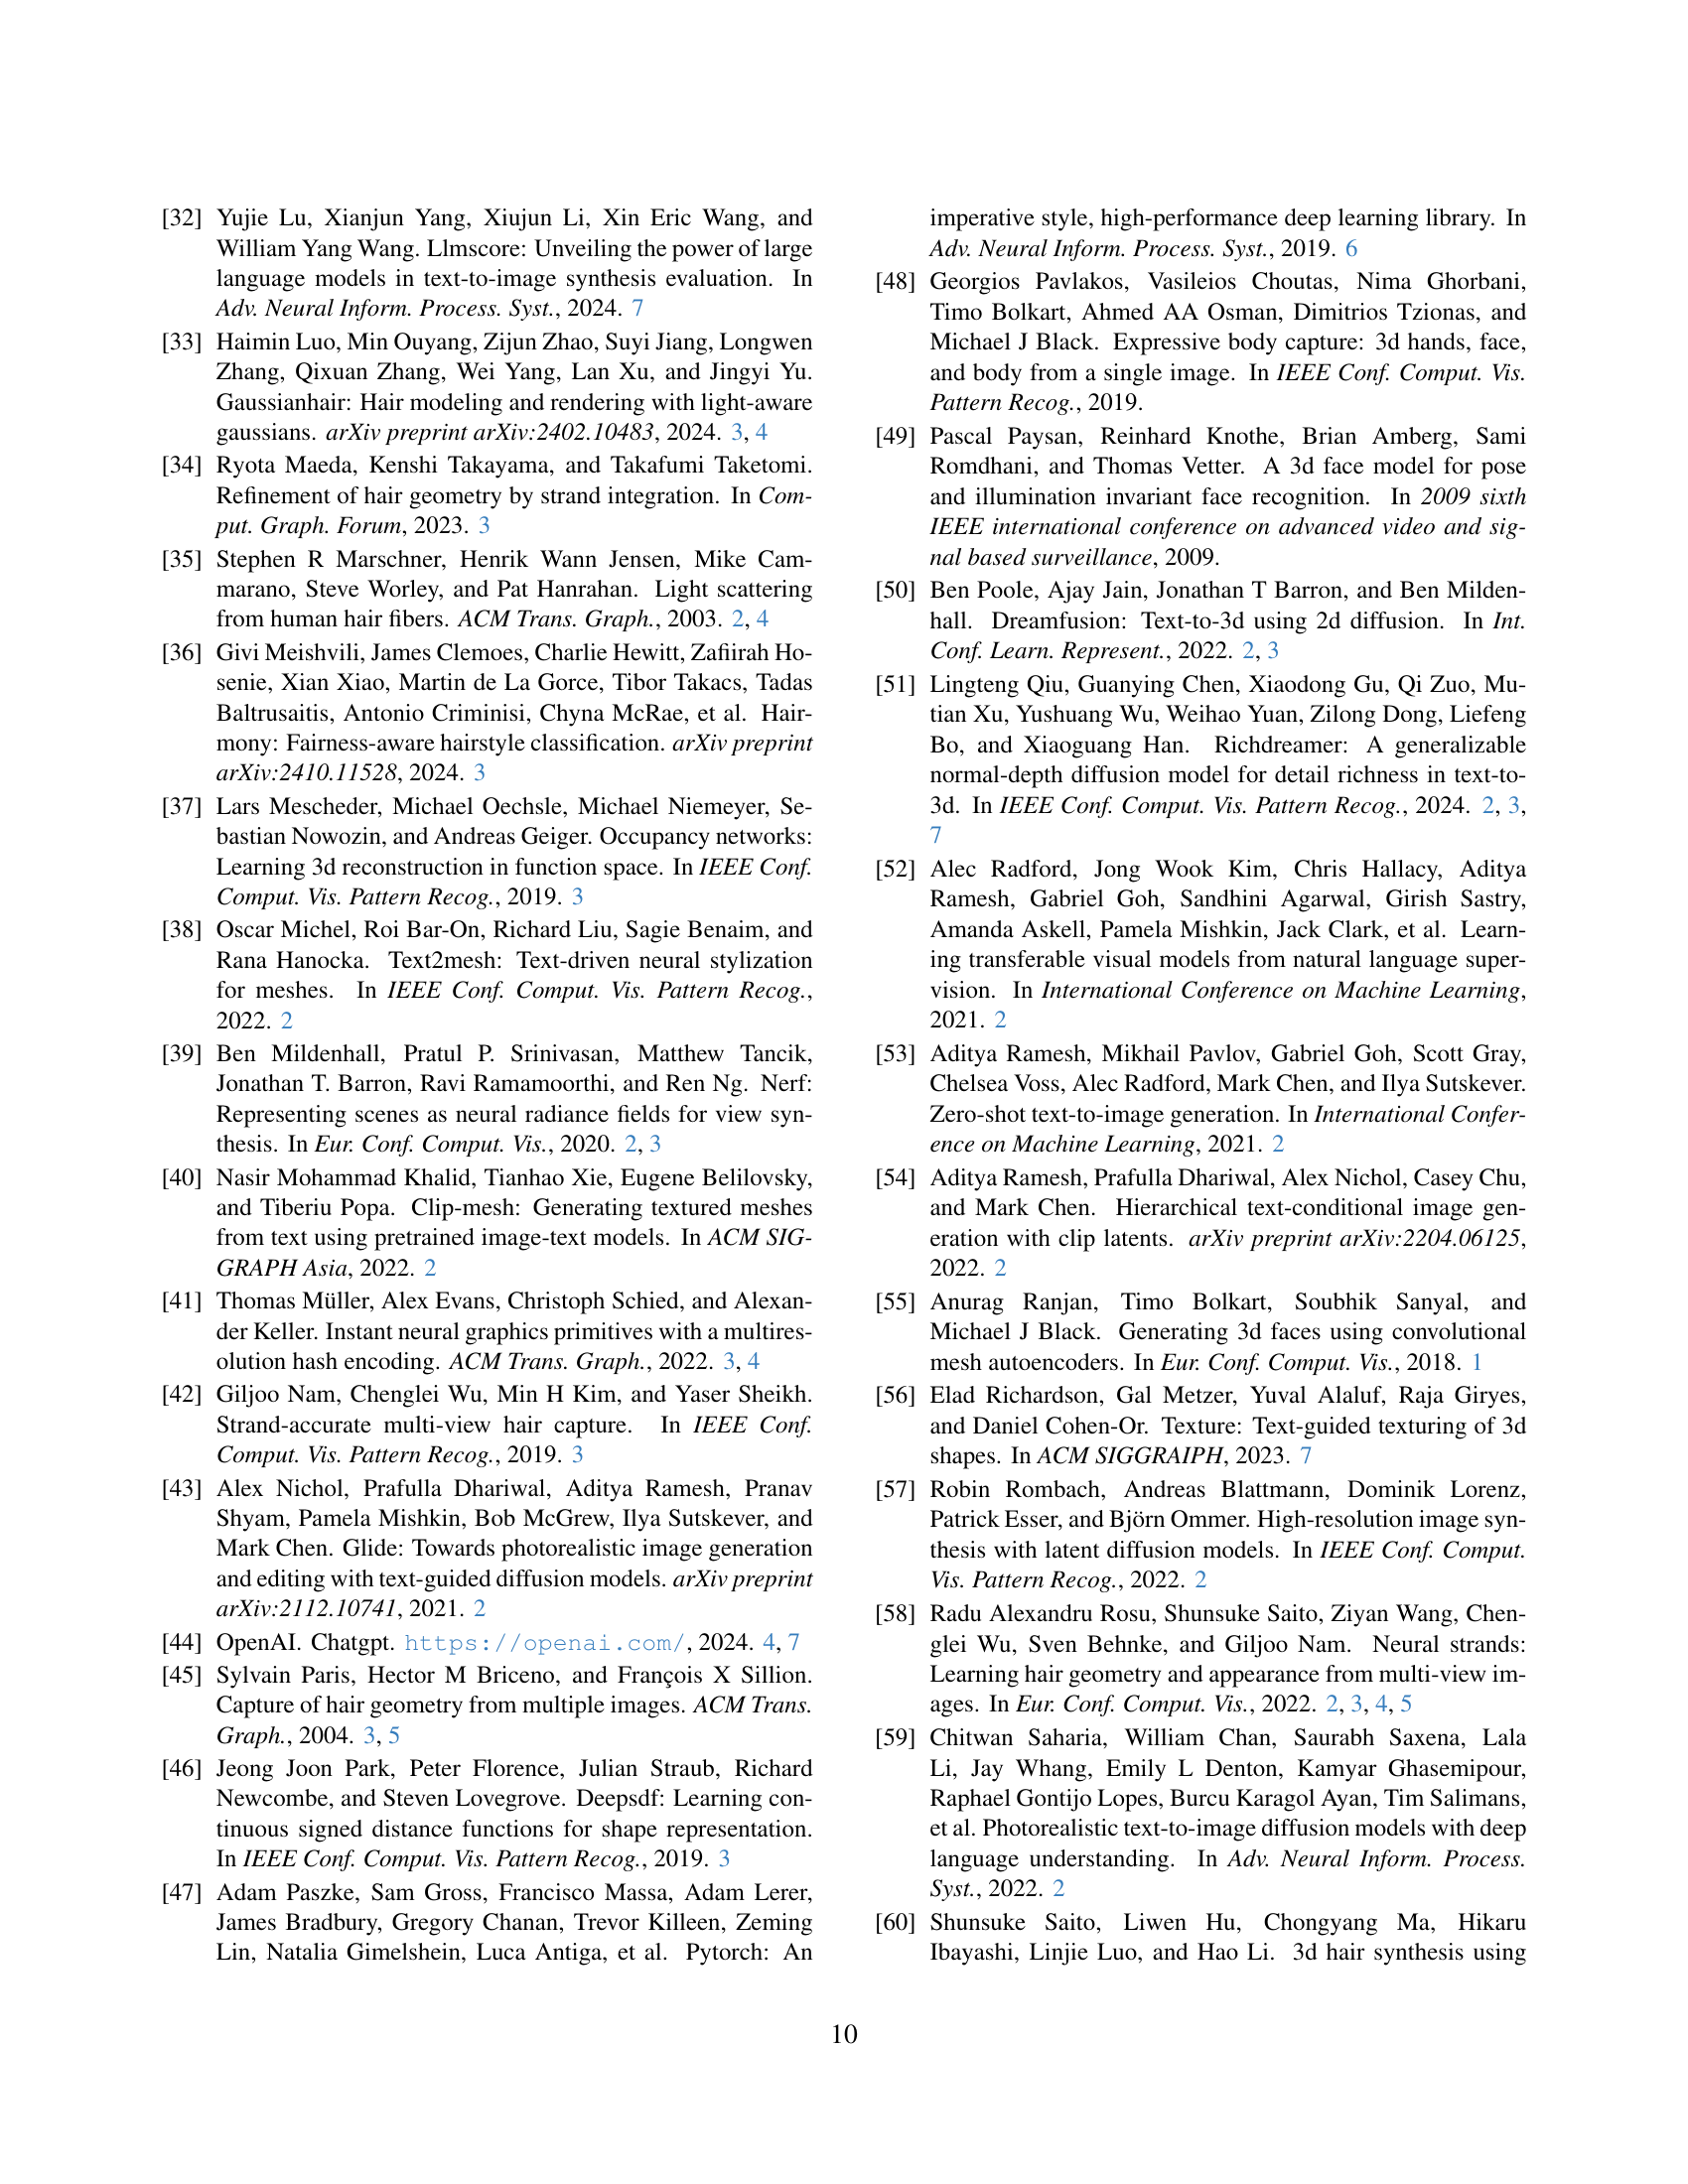 [32] Yujie Lu, Xianjun Yang, Xiujun Li, Xin Eric Wang, and
William Yang Wang. Llmscore: Unveiling the power of large
language models in text-to-image synthesis evaluation. In
Adv. Neural Inform. Process. Syst., 2024. 7
[33] Haimin Luo, Min Ouyang, Zijun Zhao, Suyi Jiang, Longwen
Zhang, Qixuan Zhang, Wei Yang, Lan Xu, and Jingyi Yu.
Gaussianhair: Hair modeling and rendering with light-aware
gaussians. arXiv preprint arXiv:2402.10483, 2024. 3, 4
[34] Ryota Maeda, Kenshi Takayama, and Takafumi Taketomi.
Refinement of hair geometry by strand integration. In Com-
put. Graph. Forum, 2023. 3
[35] Stephen R Marschner, Henrik Wann Jensen, Mike Cam-
marano, Steve Worley, and Pat Hanrahan. Light scattering
from human hair fibers. ACM Trans. Graph., 2003. 2, 4
[36] Givi Meishvili, James Clemoes, Charlie Hewitt, Zafiirah Ho-
senie, Xian Xiao, Martin de La Gorce, Tibor Takacs, Tadas
Baltrusaitis, Antonio Criminisi, Chyna McRae, et al. Hair-
mony: Fairness-aware hairstyle classification. arXiv preprint
arXiv:2410.11528, 2024. 3
[37] Lars Mescheder, Michael Oechsle, Michael Niemeyer, Se-
bastian Nowozin, and Andreas Geiger. Occupancy networks:
Learning 3d reconstruction in function space. In IEEE Conf.
Comput. Vis. Pattern Recog., 2019. 3
[38] Oscar Michel, Roi Bar-On, Richard Liu, Sagie Benaim, and
Rana Hanocka. Text2mesh: Text-driven neural stylization
for meshes. In IEEE Conf. Comput. Vis. Pattern Recog.,
2022. 2
[39] Ben Mildenhall, Pratul P. Srinivasan, Matthew Tancik,
Jonathan T. Barron, Ravi Ramamoorthi, and Ren Ng. Nerf:
Representing scenes as neural radiance fields for view syn-
thesis. In Eur. Conf. Comput. Vis., 2020. 2, 3
[40] Nasir Mohammad Khalid, Tianhao Xie, Eugene Belilovsky,
and Tiberiu Popa. Clip-mesh: Generating textured meshes
from text using pretrained image-text models. In ACM SIG-
GRAPH Asia, 2022. 2
[41] Thomas Müller, Alex Evans, Christoph Schied, and Alexan-
der Keller. Instant neural graphics primitives with a multires-
olution hash encoding. ACM Trans. Graph., 2022. 3, 4
[42] Giljoo Nam, Chenglei Wu, Min H Kim, and Yaser Sheikh.
Strand-accurate multi-view hair capture. In IEEE Conf.
Comput. Vis. Pattern Recog., 2019. 3
[43] Alex Nichol, Prafulla Dhariwal, Aditya Ramesh, Pranav
Shyam, Pamela Mishkin, Bob McGrew, Ilya Sutskever, and
Mark Chen. Glide: Towards photorealistic image generation
and editing with text-guided diffusion models. arXiv preprint
arXiv:2112.10741, 2021. 2
[44] OpenAI. Chatgpt. https://openai.com/, 2024. 4, 7
[45] Sylvain Paris, Hector M Briceno, and François X Sillion.
Capture of hair geometry from multiple images. ACM Trans.
Graph., 2004. 3, 5
[46] Jeong Joon Park, Peter Florence, Julian Straub, Richard
Newcombe, and Steven Lovegrove. Deepsdf: Learning con-
tinuous signed distance functions for shape representation.
In IEEE Conf. Comput. Vis. Pattern Recog., 2019. 3
[47] Adam Paszke, Sam Gross, Francisco Massa, Adam Lerer,
James Bradbury, Gregory Chanan, Trevor Killeen, Zeming
Lin, Natalia Gimelshein, Luca Antiga, et al. Pytorch: An
imperative style, high-performance deep learning library. In
Adv. Neural Inform. Process. Syst., 2019. 6
[48] Georgios Pavlakos, Vasileios Choutas, Nima Ghorbani,
Timo Bolkart, Ahmed AA Osman, Dimitrios Tzionas, and
Michael J Black. Expressive body capture: 3d hands, face,
and body from a single image. In IEEE Conf. Comput. Vis.
Pattern Recog., 2019.
[49] Pascal Paysan, Reinhard Knothe, Brian Amberg, Sami
Romdhani, and Thomas Vetter. A 3d face model for pose
and illumination invariant face recognition. In 2009 sixth
IEEE international conference on advanced video and sig-
nal based surveillance, 2009.
[50] Ben Poole, Ajay Jain, Jonathan T Barron, and Ben Milden-
hall. Dreamfusion: Text-to-3d using 2d diffusion. In Int.
Conf. Learn. Represent., 2022. 2, 3
[51] Lingteng Qiu, Guanying Chen, Xiaodong Gu, Qi Zuo, Mu-
tian Xu, Yushuang Wu, Weihao Yuan, Zilong Dong, Liefeng
Bo, and Xiaoguang Han. Richdreamer: A generalizable
normal-depth diffusion model for detail richness in text-to-
3d. In IEEE Conf. Comput. Vis. Pattern Recog., 2024. 2, 3,
7
[52] Alec Radford, Jong Wook Kim, Chris Hallacy, Aditya
Ramesh, Gabriel Goh, Sandhini Agarwal, Girish Sastry,
Amanda Askell, Pamela Mishkin, Jack Clark, et al. Learn-
ing transferable visual models from natural language super-
vision. In International Conference on Machine Learning,
2021. 2
[53] Aditya Ramesh, Mikhail Pavlov, Gabriel Goh, Scott Gray,
Chelsea Voss, Alec Radford, Mark Chen, and Ilya Sutskever.
Zero-shot text-to-image generation. In International Confer-
ence on Machine Learning, 2021. 2
[54] Aditya Ramesh, Prafulla Dhariwal, Alex Nichol, Casey Chu,
and Mark Chen. Hierarchical text-conditional image gen-
eration with clip latents. arXiv preprint arXiv:2204.06125,
2022. 2
[55] Anurag Ranjan, Timo Bolkart, Soubhik Sanyal, and
Michael J Black. Generating 3d faces using convolutional
mesh autoencoders. In Eur. Conf. Comput. Vis., 2018. 1
[56] Elad Richardson, Gal Metzer, Yuval Alaluf, Raja Giryes,
and Daniel Cohen-Or. Texture: Text-guided texturing of 3d
shapes. In ACM SIGGRAIPH, 2023. 7
[57] Robin Rombach, Andreas Blattmann, Dominik Lorenz,
Patrick Esser, and Björn Ommer. High-resolution image syn-
thesis with latent diffusion models. In IEEE Conf. Comput.
Vis. Pattern Recog., 2022. 2
[58] Radu Alexandru Rosu, Shunsuke Saito, Ziyan Wang, Chen-
glei Wu, Sven Behnke, and Giljoo Nam. Neural strands:
Learning hair geometry and appearance from multi-view im-
ages. In Eur. Conf. Comput. Vis., 2022. 2, 3, 4, 5
[59] Chitwan Saharia, William Chan, Saurabh Saxena, Lala
Li, Jay Whang, Emily L Denton, Kamyar Ghasemipour,
Raphael Gontijo Lopes, Burcu Karagol Ayan, Tim Salimans,
et al. Photorealistic text-to-image diffusion models with deep
language understanding. In Adv. Neural Inform. Process.
Syst., 2022. 2
[60] Shunsuke Saito, Liwen Hu, Chongyang Ma, Hikaru
Ibayashi, Linjie Luo, and Hao Li. 3d hair synthesis using
10